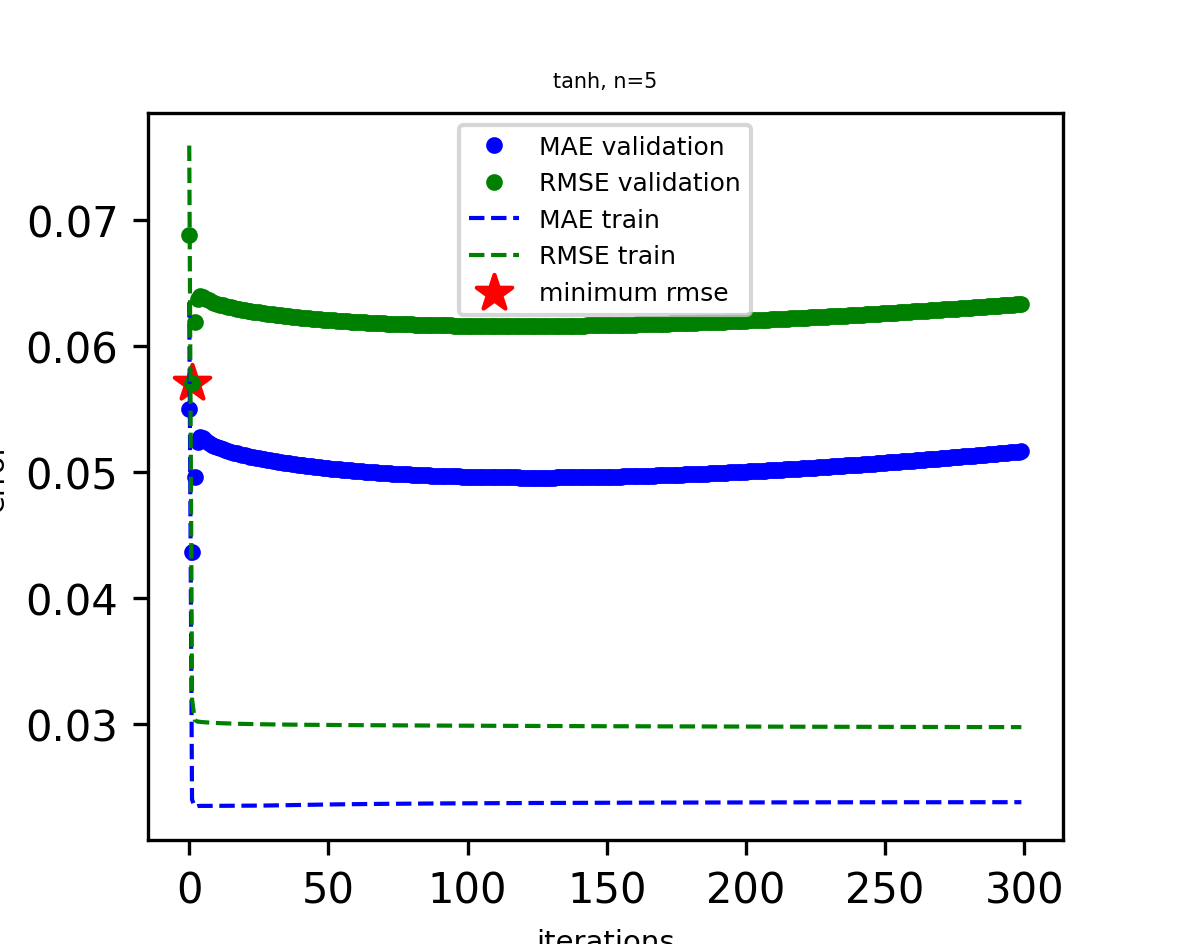 tanh, n=5
MAE validation
RMSE validation
MAE train
RMSE train
minimum rmse
0.07
0.06
0.05
0.04
0.03
0 50 100 150 200 250 300
iterations